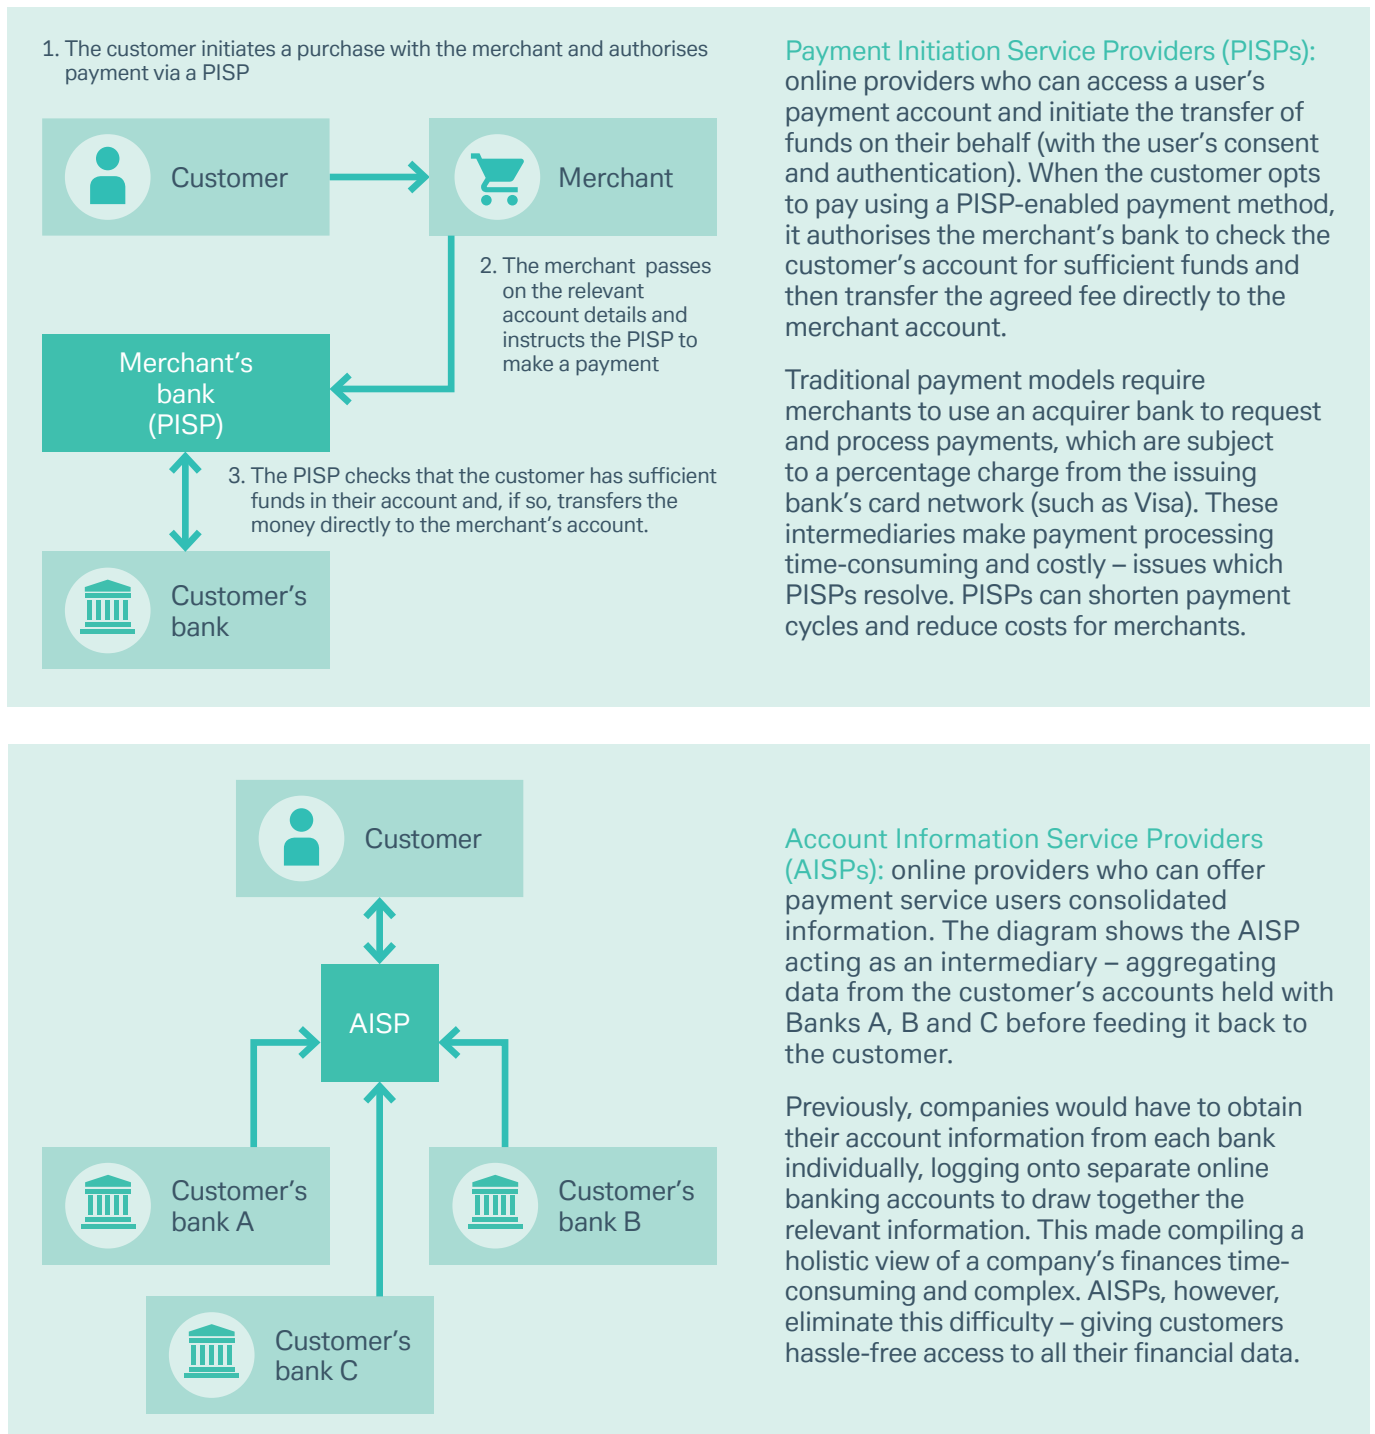 1. The customer initiates a purchase with the merchant and authorises
payment via a PISP
Customer
Merchant
2. The merchant passes
on the relevant
account details and
instructs the PISP to
make a payment
Merchant's
bank
(PISP)
3. The PISP checks that the customer has sufficient
funds in their account and, if so, transfers the
money directly to the merchant's account.
Customer's
bank
Payment Initiation Service Providers (PISPs):
online providers who can access a user's
payment account and initiate the transfer of
funds on their behalf (with the user's consent
and authentication). When the customer opts
to pay using a PISP-enabled payment method,
it authorises the merchant's bank to check the
customer's account for sufficient funds and
then transfer the agreed fee directly to the
merchant account.
Traditional payment models require
merchants to use an acquirer bank to request
and process payments, which are subject
to a percentage charge from the issuing
bank's card network (such as Visa). These
intermediaries make payment processing
time-consuming and costly – issues which
PISPs resolve. PISPs can shorten payment
cycles and reduce costs for merchants.
Customer
AISP
Customer's
bank A
Customer's
bank B
Customer's
bank C
Account Information Service Providers
(AISPs): online providers who can offer
payment service users consolidated
information. The diagram shows the AISP
acting as an intermediary – aggregating
data from the customer's accounts held with
Banks A, B and C before feeding it back to
the customer.
Previously, companies would have to obtain
their account information from each bank
individually, logging onto separate online
banking accounts to draw together the
relevant information. This made compiling a
holistic view of a company's finances time-
consuming and complex. AISPs, however,
eliminate this difficulty – giving customers
hassle-free access to all their financial data.